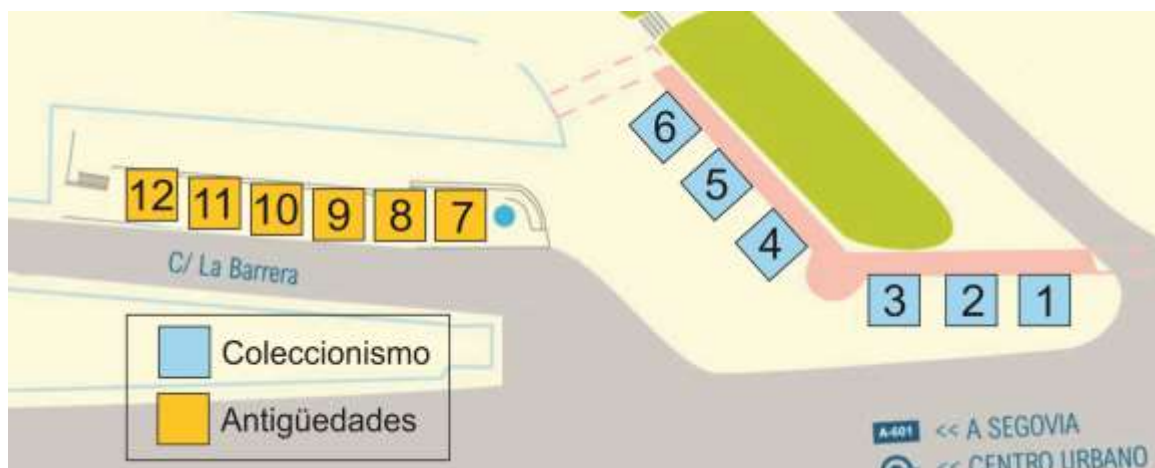 6
5
12 11 10 9 8 7
4
C/ La Barrera
3 2 1
Coleccionismo
Antigüedades
A-601 << A SEGOVIA
<< CENTRO URBANO